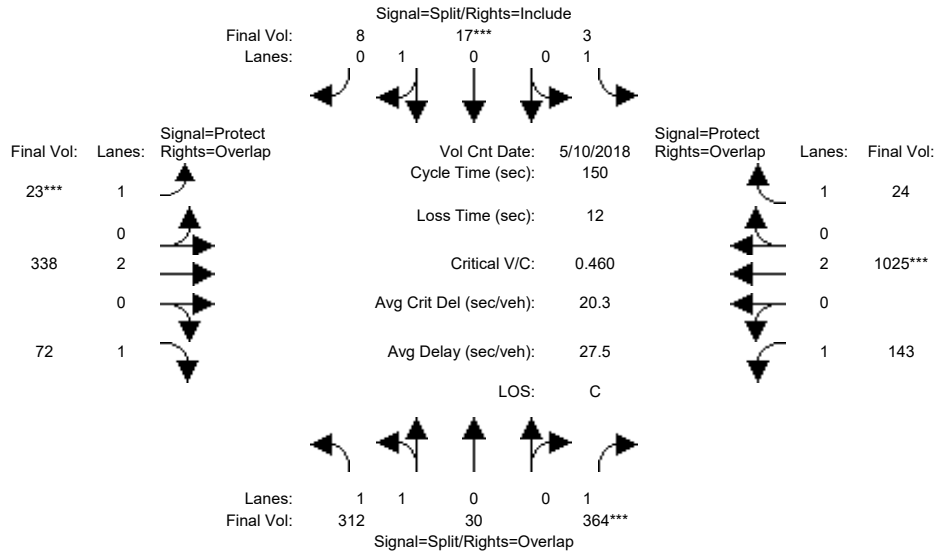 Signal=Split/Rights=Include
Final Vol: 8 17*** 3
Lanes: 0 1 0 0 1
Signal=Protect Signal=Protect
Final Vol: Lanes: Rights=Overlap Vol Cnt Date: 5/10/2018 Rights=Overlap Lanes: Final Vol:
Cycle Time (sec): 150
23*** 1 1 24
Loss Time (sec): 12
0 0
338 2 Critical V/C: 0.460 2 1025***
0 Avg Crit Del (sec/veh): 20.3 0
72 1 Avg Delay (sec/veh): 27.5 1 143
LOS: C
Lanes: 1 1 0 0 1
Final Vol: 312 30 364***
Signal=Split/Rights=Overlap